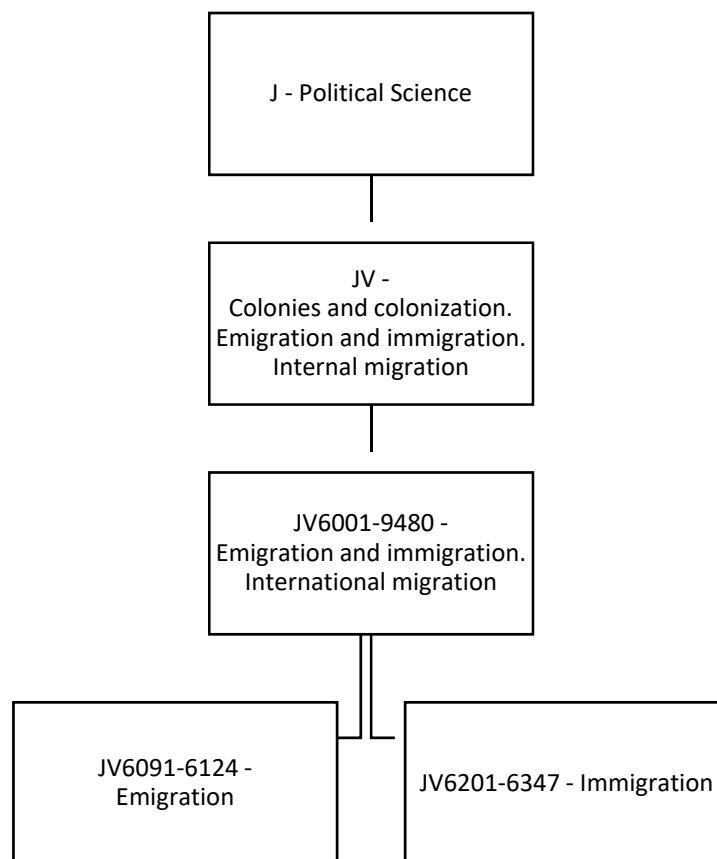 J - Political Science
JV -
Colonies and colonization.
Emigration and immigration.
Internal migration
JV6001-9480 -
Emigration and immigration.
International migration
JV6091-6124 -
Emigration
JV6201-6347 - Immigration